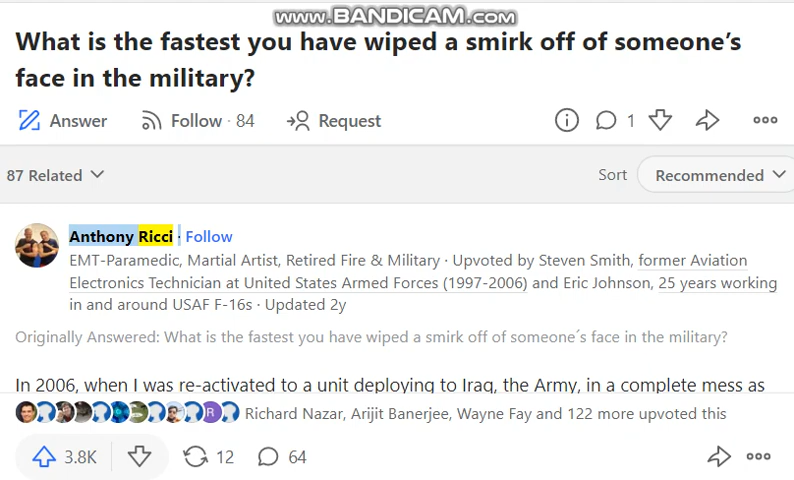 www.BANDICAM.com
What is the fastest you have wiped a smirk off of someone’s
face in the military?
Answer Follow · 84 Request 1
87 Related Sort Recommended
Anthony Ricci · Follow
EMT-Paramedic, Martial Artist, Retired Fire & Military · Upvoted by Steven Smith, former Aviation
Electronics Technician at United States Armed Forces (1997-2006) and Eric Johnson, 25 years working
in and around USAF F-16s · Updated 2y
Originally Answered: What is the fastest you have wiped a smirk off of someone´s face in the military?
In 2006, when I was re-activated to a unit deploying to Iraq, the Army, in a complete mess as
R Richard Nazar, Arijit Banerjee, Wayne Fay and 122 more upvoted this
3.8K 12 64